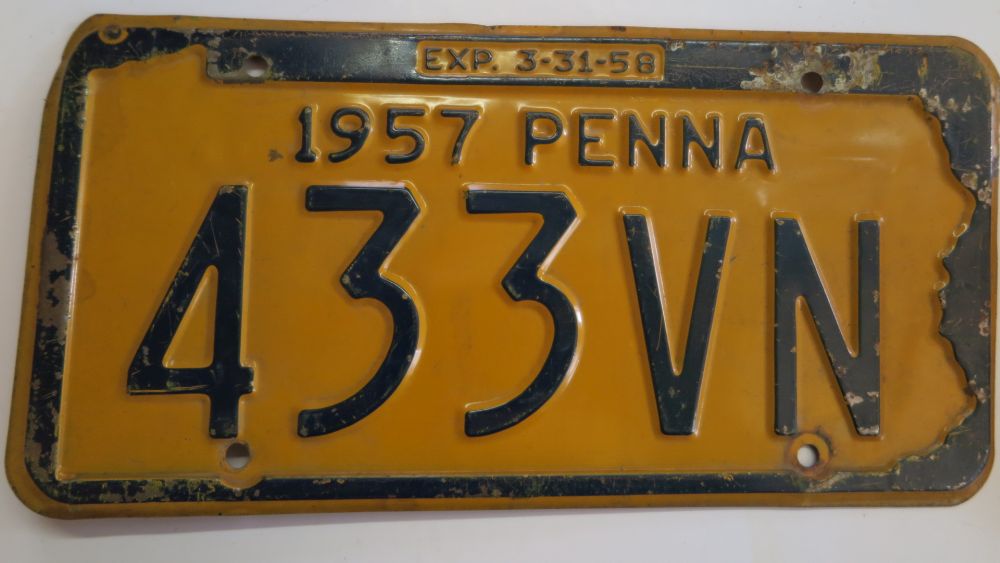 EXP. 3-31-58
1957 PENNA
433VN